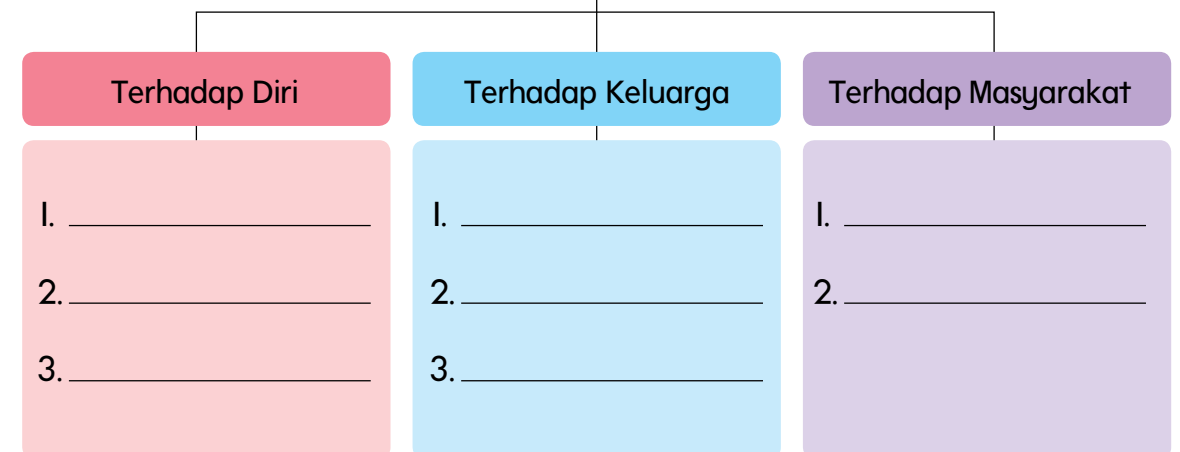 Terhadap Diri
1.
2.
3.
Terhadap Keluarga
1.
2.
3.
Terhadap Masyarakat
1.
2.